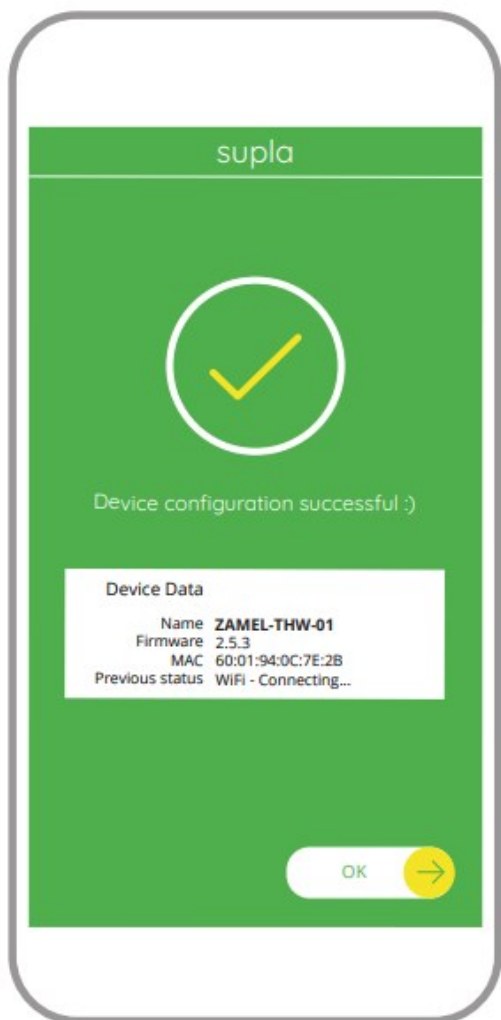 supla
Device configuration successful :)
Device Data
Name ZAMEL-THW-01
Firmware 2.5.3
MAC 60:01:94:0C:7E:2B
Previous status WiFi - Connecting...
OK